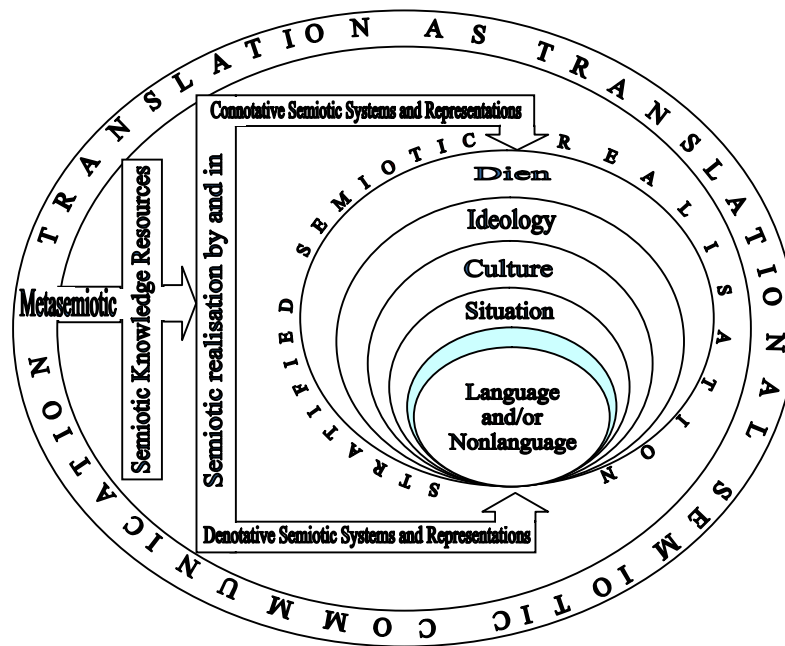 TRANSLATION AS TRANSLATIONAL SEMIOTIC COMMUNICATION
Connotative Semiotic Systems and Representations
STRATIFIED SEMIOTIC REALISATION
Dien
Ideology
Culture
Situation
Language
and/or
Nonlanguage
Metasemiotic
Semiotic Knowledge Resources
Semiotic realisation by and in
Denotative Semiotic Systems and Representations